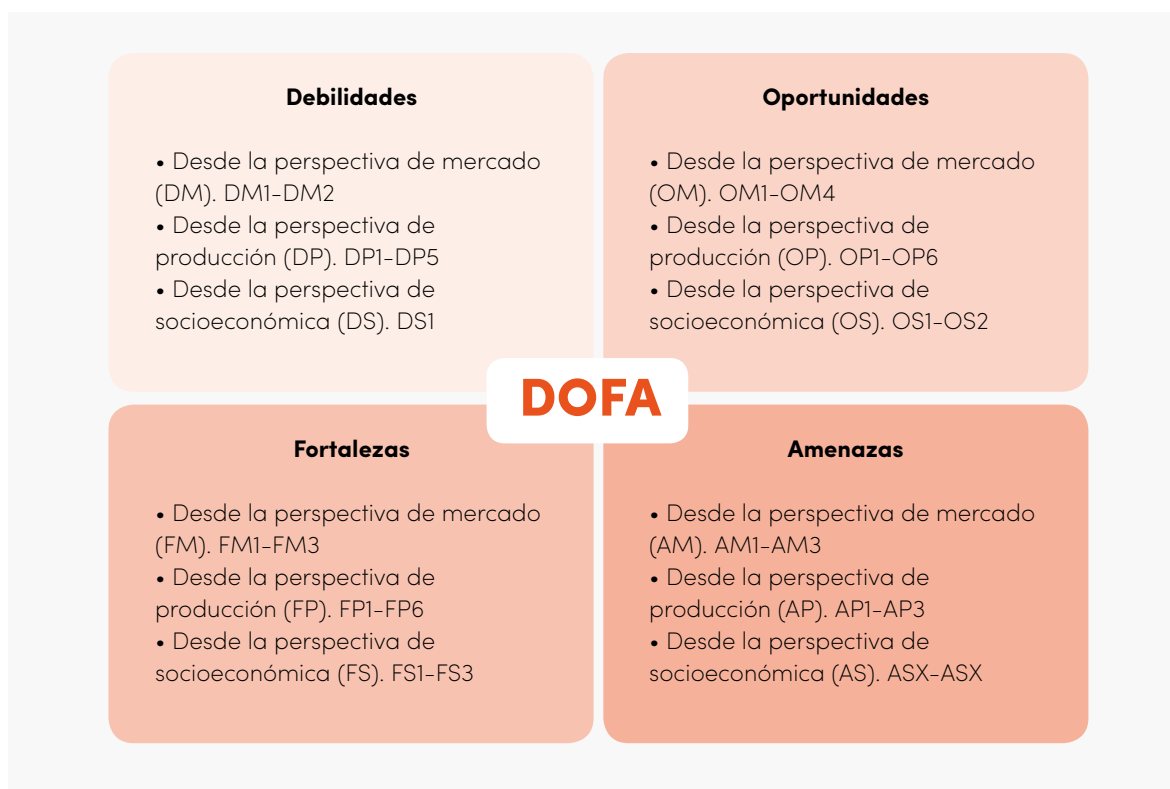 Debilidades
• Desde la perspectiva de mercado
(DM). DM1-DM2
• Desde la perspectiva de
producción (DP). DP1-DP5
• Desde la perspectiva de
socioeconómica (DS). DS1
Oportunidades
• Desde la perspectiva de mercado
(OM). OM1-OM4
• Desde la perspectiva de
producción (OP). OP1-OP6
• Desde la perspectiva de
socioeconómica (OS). OS1-OS2
DOFA
Fortalezas
• Desde la perspectiva de mercado
(FM). FM1-FM3
• Desde la perspectiva de
producción (FP). FP1-FP6
• Desde la perspectiva de
socioeconómica (FS). FS1-FS3
Amenazas
• Desde la perspectiva de mercado
(AM). AM1-AM3
• Desde la perspectiva de
producción (AP). AP1-AP3
• Desde la perspectiva de
socioeconómica (AS). ASX-ASX